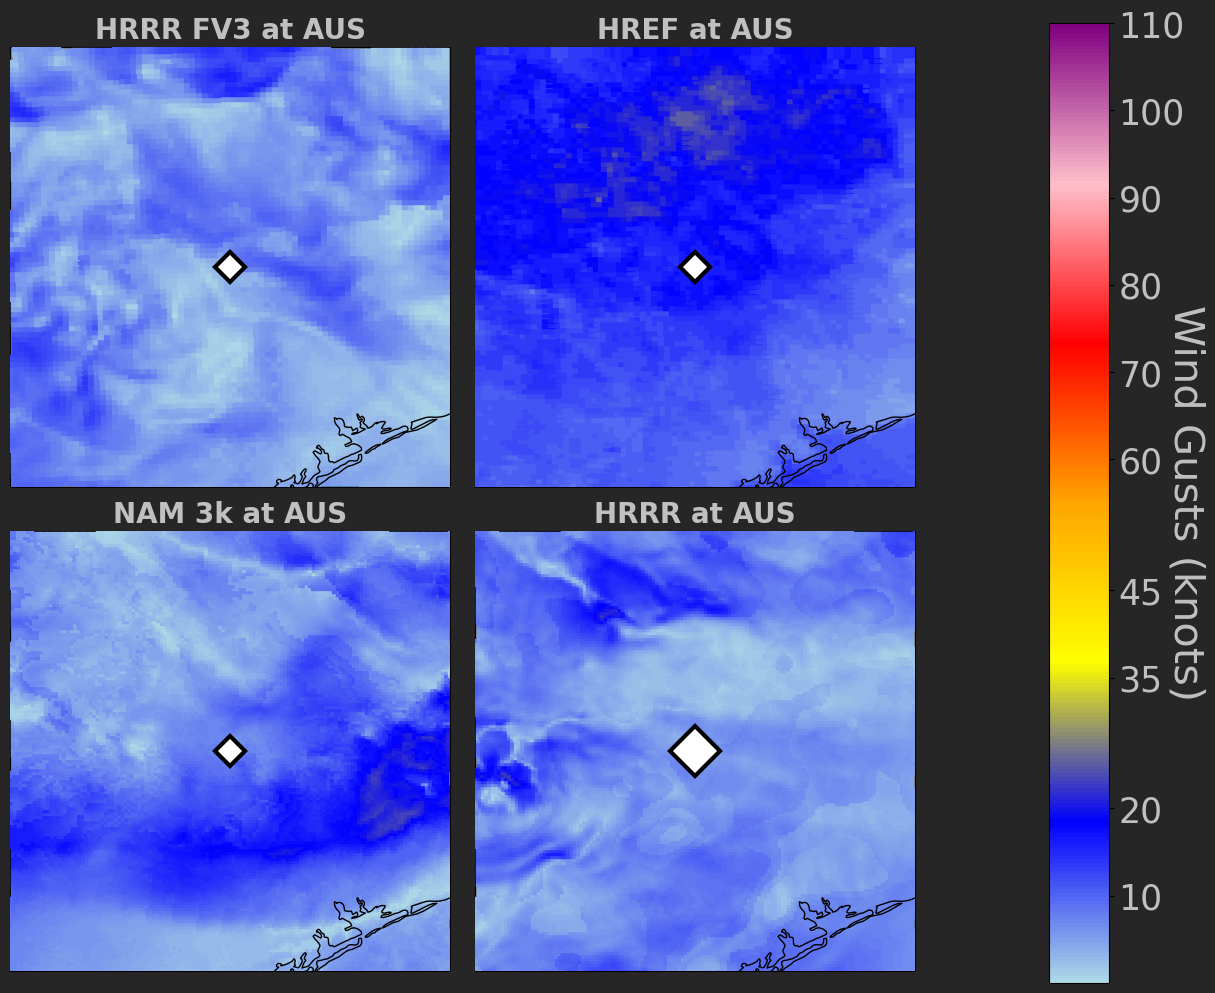 HRRR FV3 at AUS
HREF at AUS
NAM 3k at AUS
HRRR at AUS
110
100
90
80
70
60
45
35
20
10
Wind Gusts (knots)